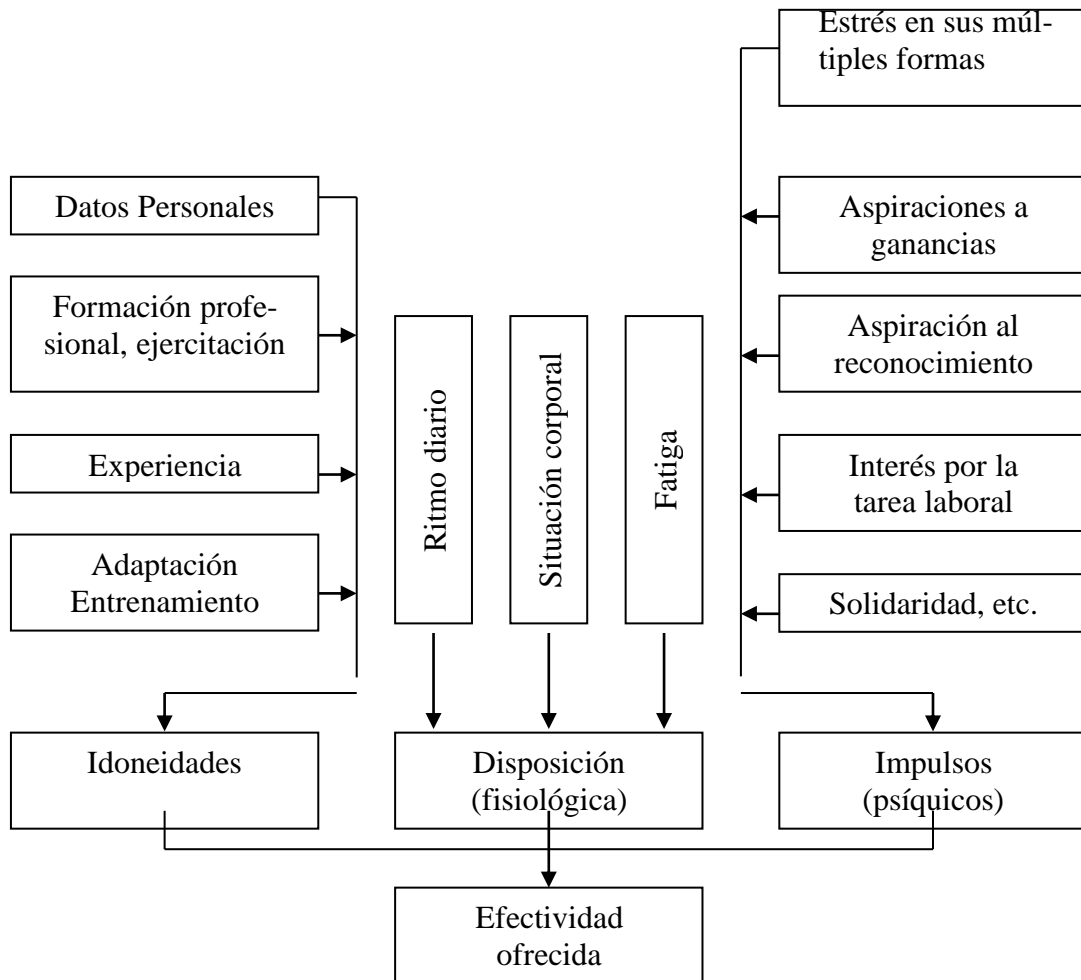 Estrés en sus múl-
tiples formas
Datos Personales
Aspiraciones a
ganancias
Formación profe-
sional, ejercitación
Aspiración al
reconocimiento
Ritmo diario
Situación corporal
Fatiga
Experiencia
Interés por la
tarea laboral
Adaptación
Entrenamiento
Solidaridad, etc.
Idoneidades
Disposición
(fisiológica)
Impulsos
(psíquicos)
Efectividad
ofrecida